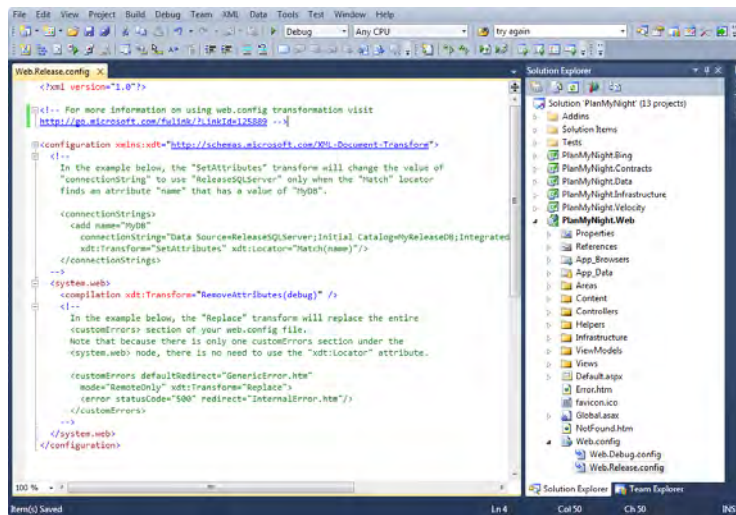 File Edit View Project Build Debug Team XML Data Tools Test Window Help
Debug Any CPU try again
Web.Release.config
<?xml version="1.0"?>
<!-- For more information on using web.config transformation visit
http://go.microsoft.com/fwlink/?LinkId=125889 -->
<configuration xmlns:xdt="http://schemas.microsoft.com/XML-Document-Transform">
<!--
In the example below, the "SetAttributes" transform will change the value of
"connectionString" to use "ReleaseSQLServer" only when the "Match" locator
finds an atrribute "name" that has a value of "MyDB".
<connectionStrings>
<add name="MyDB"
connectionString="Data Source=ReleaseSQLServer;Initial Catalog=MyReleaseDB;Integrated
xdt:Transform="SetAttributes" xdt:Locator="Match(name)"/>
</connectionStrings>
-->
<system.web>
<compilation xdt:Transform="RemoveAttributes(debug)" />
<!--
In the example below, the "Replace" transform will replace the entire
<customErrors> section of your web.config file.
Note that because there is only one customErrors section under the
<system.web> node, there is no need to use the "xdt:Locator" attribute.
<customErrors defaultRedirect="GenericError.htm"
mode="RemoteOnly" xdt:Transform="Replace">
<error statusCode="500" redirect="InternalError.htm"/>
</customErrors>
-->
</system.web>
</configuration>
100 %
Solution Explorer
Solution 'PlanMyNight' (13 projects)
Addins
Solution Items
Tests
PlanMyNight.Bing
PlanMyNight.Contracts
PlanMyNight.Data
PlanMyNight.Infrastructure
PlanMyNight.Velocity
PlanMyNight.Web
Properties
References
App_Browsers
App_Data
Areas
Content
Controllers
Helpers
Infrastructure
ViewModels
Views
Default.aspx
Error.htm
favicon.ico
Global.asax
NotFound.htm
Web.config
Web.Debug.config
Web.Release.config
Solution Explorer Team Explorer
Item(s) Saved Ln 4 Col 50 Ch 50 INS